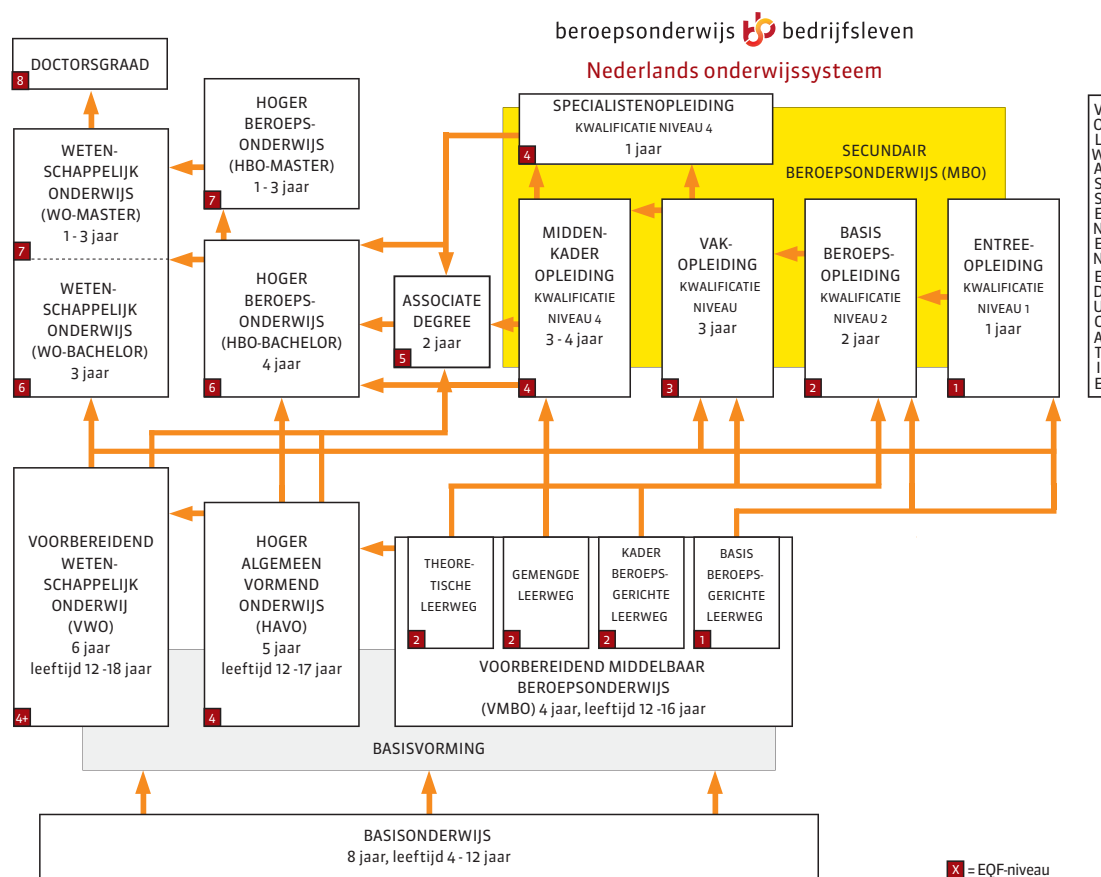 beroepsonderwijs bedrijfsleven
Nederlands onderwijssysteem
DOCTORSGRAAD
8
WETEN-
SCHAPPELIJK
ONDERWIJS
(WO-MASTER)
1 - 3 jaar
7
WETEN-
SCHAPPELIJK
ONDERWIJS
(WO-BACHELOR)
3 jaar
6
HOGER
BEROEPS-
ONDERWIJS
(HBO-MASTER)
1 - 3 jaar
7
HOGER
BEROEPS-
ONDERWIJS
(HBO-BACHELOR)
4 jaar
6
ASSOCIATE
DEGREE
2 jaar
5
SPECIALISTENOPLEIDING
KWALIFICATIE NIVEAU 4
1 jaar
4
SECUNDAIR
BEROEPSONDERWIJS (MBO)
MIDDEN-
KADER
OPLEIDING
KWALIFICATIE
NIVEAU 4
3 - 4 jaar
4
VAK-
OPLEIDING
KWALIFICATIE
NIVEAU
3 jaar
3
BASIS
BEROEPS-
OPLEIDING
KWALIFICATIE
NIVEAU 2
2 jaar
2
ENTREE-
OPLEIDING
KWALIFICATIE
NIVEAU 1
1 jaar
1
VOLWASSENENEDUCATIE
VOORBEREIDEND
WETEN-
SCHAPPELIJK
ONDERWIJ
(VWO)
6 jaar
leeftijd 12 -18 jaar
4+
HOGER
ALGEMEEN
VORMEND
ONDERWIJS
(HAVO)
5 jaar
leeftijd 12 -17 jaar
4
THEORE-
TISCHE
LEERWEG
2
GEMENGDE
LEERWEG
2
KADER
BEROEPS-
GERICHTE
LEERWEG
2
BASIS
BEROEPS-
GERICHTE
LEERWEG
1
VOORBEREIDEND MIDDELBAAR
BEROEPSONDERWIJS
(VMBO) 4 jaar, leeftijd 12 -16 jaar
BASISVORMING
BASISONDERWIJS
8 jaar, leeftijd 4 - 12 jaar
X = EQF-niveau